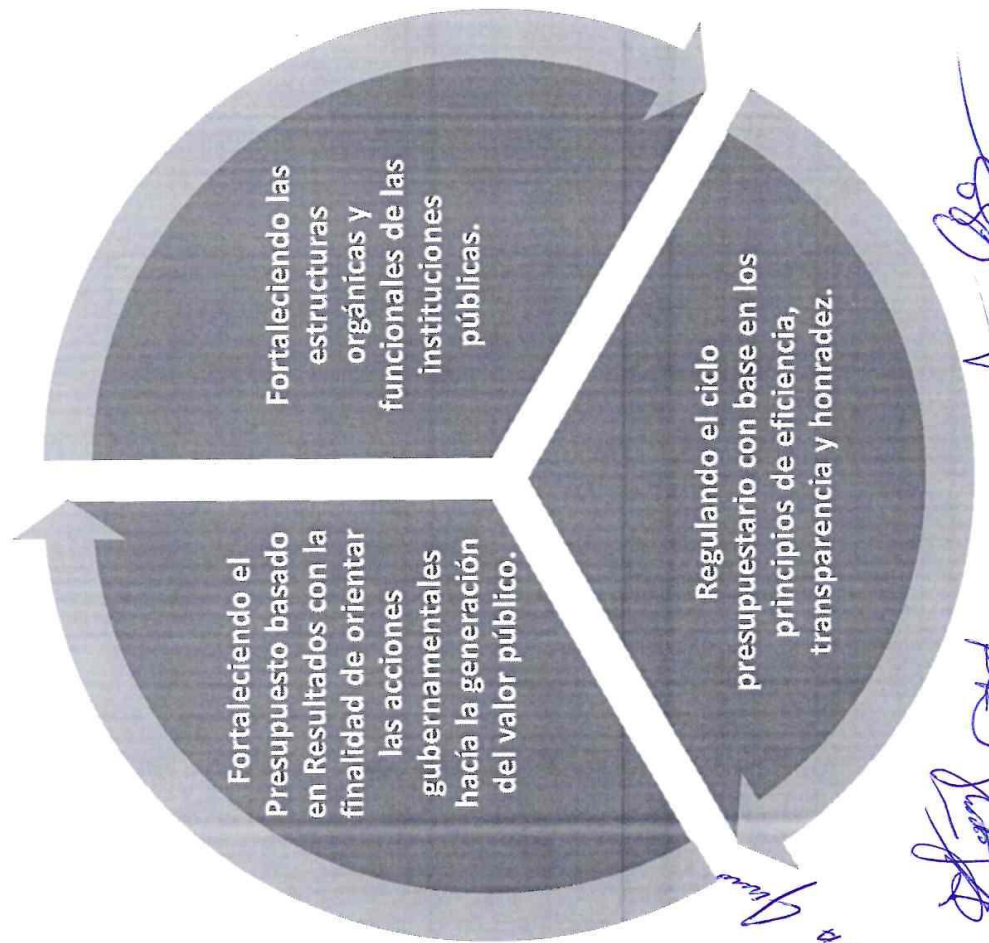 Fortaleciendo el
Presupuesto basado
en Resultados con la
finalidad de orientar
las acciones
gubernamentales
hacía la generación
del valor público.
Fortaleciendo las
estructuras
orgánicas y
funcionales de las
instituciones
públicas.
Regulando el ciclo
presupuestario con base en los
principios de eficiencia,
transparencia y honradez.